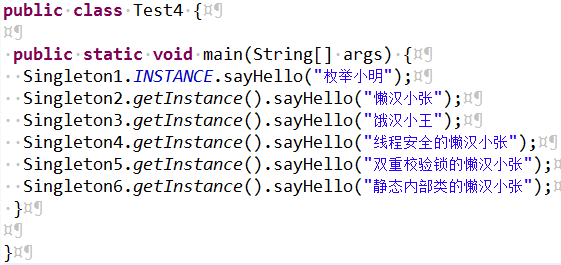 public class Test4 {¤¶
¤¶
public static void main(String[] args) {¤¶
Singleton1.INSTANCE.sayHello("枚举小明");¤¶
Singleton2.getInstance().sayHello("懒汉小张");¤¶
Singleton3.getInstance().sayHello("饿汉小王");¤¶
Singleton4.getInstance().sayHello("线程安全的懒汉小张");¤¶
Singleton5.getInstance().sayHello("双重校验锁的懒汉小张");¤¶
Singleton6.getInstance().sayHello("静态内部类的懒汉小张");¤¶
}¤¶
¤¶
}¤¶